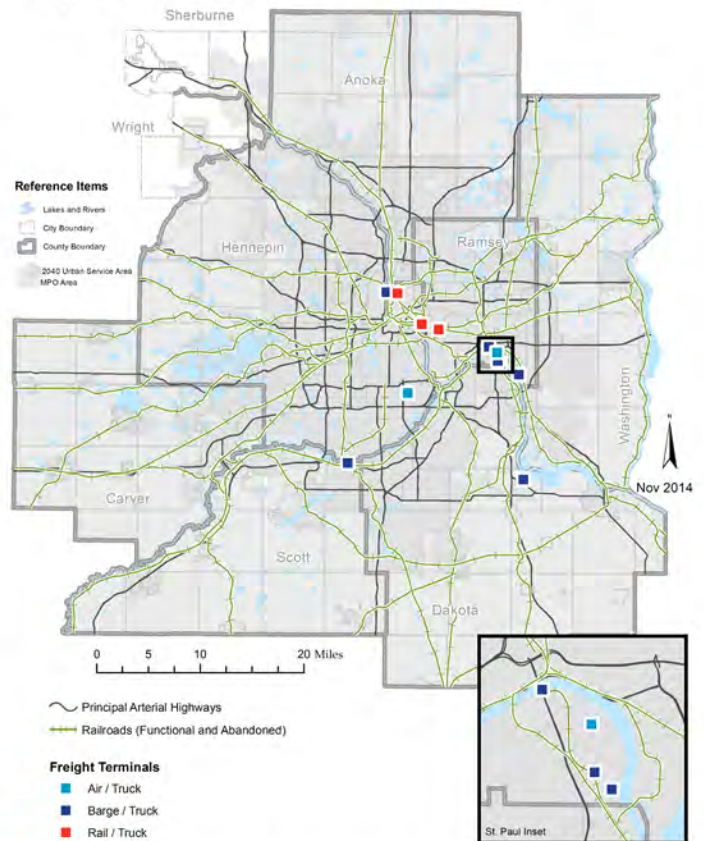 Sherburne
Anoka
Wright
Reference Items
Lakes and Rivers
City Boundary
County Boundary
2040 Urban Service Area
MPO Area
Hennepin
Ramsey
Washington
N
Nov 2014
Carver
Scott
Dakota
0 5 10 20 Miles
Principal Arterial Highways
Railroads (Functional and Abandoned)
Freight Terminals
Air / Truck
Barge / Truck
Rail / Truck
St. Paul Inset